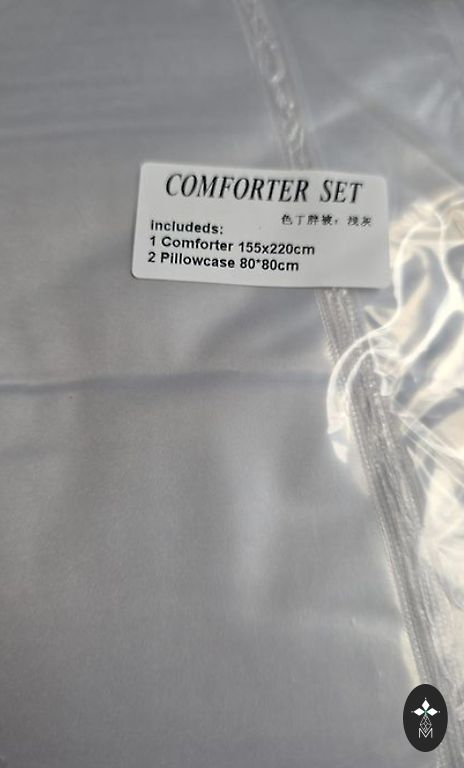 COMFORTER SET
色丁胖被：浅灰
includeds:
1 Comforter 155x220cm
2 Pillowcase 80*80cm
M